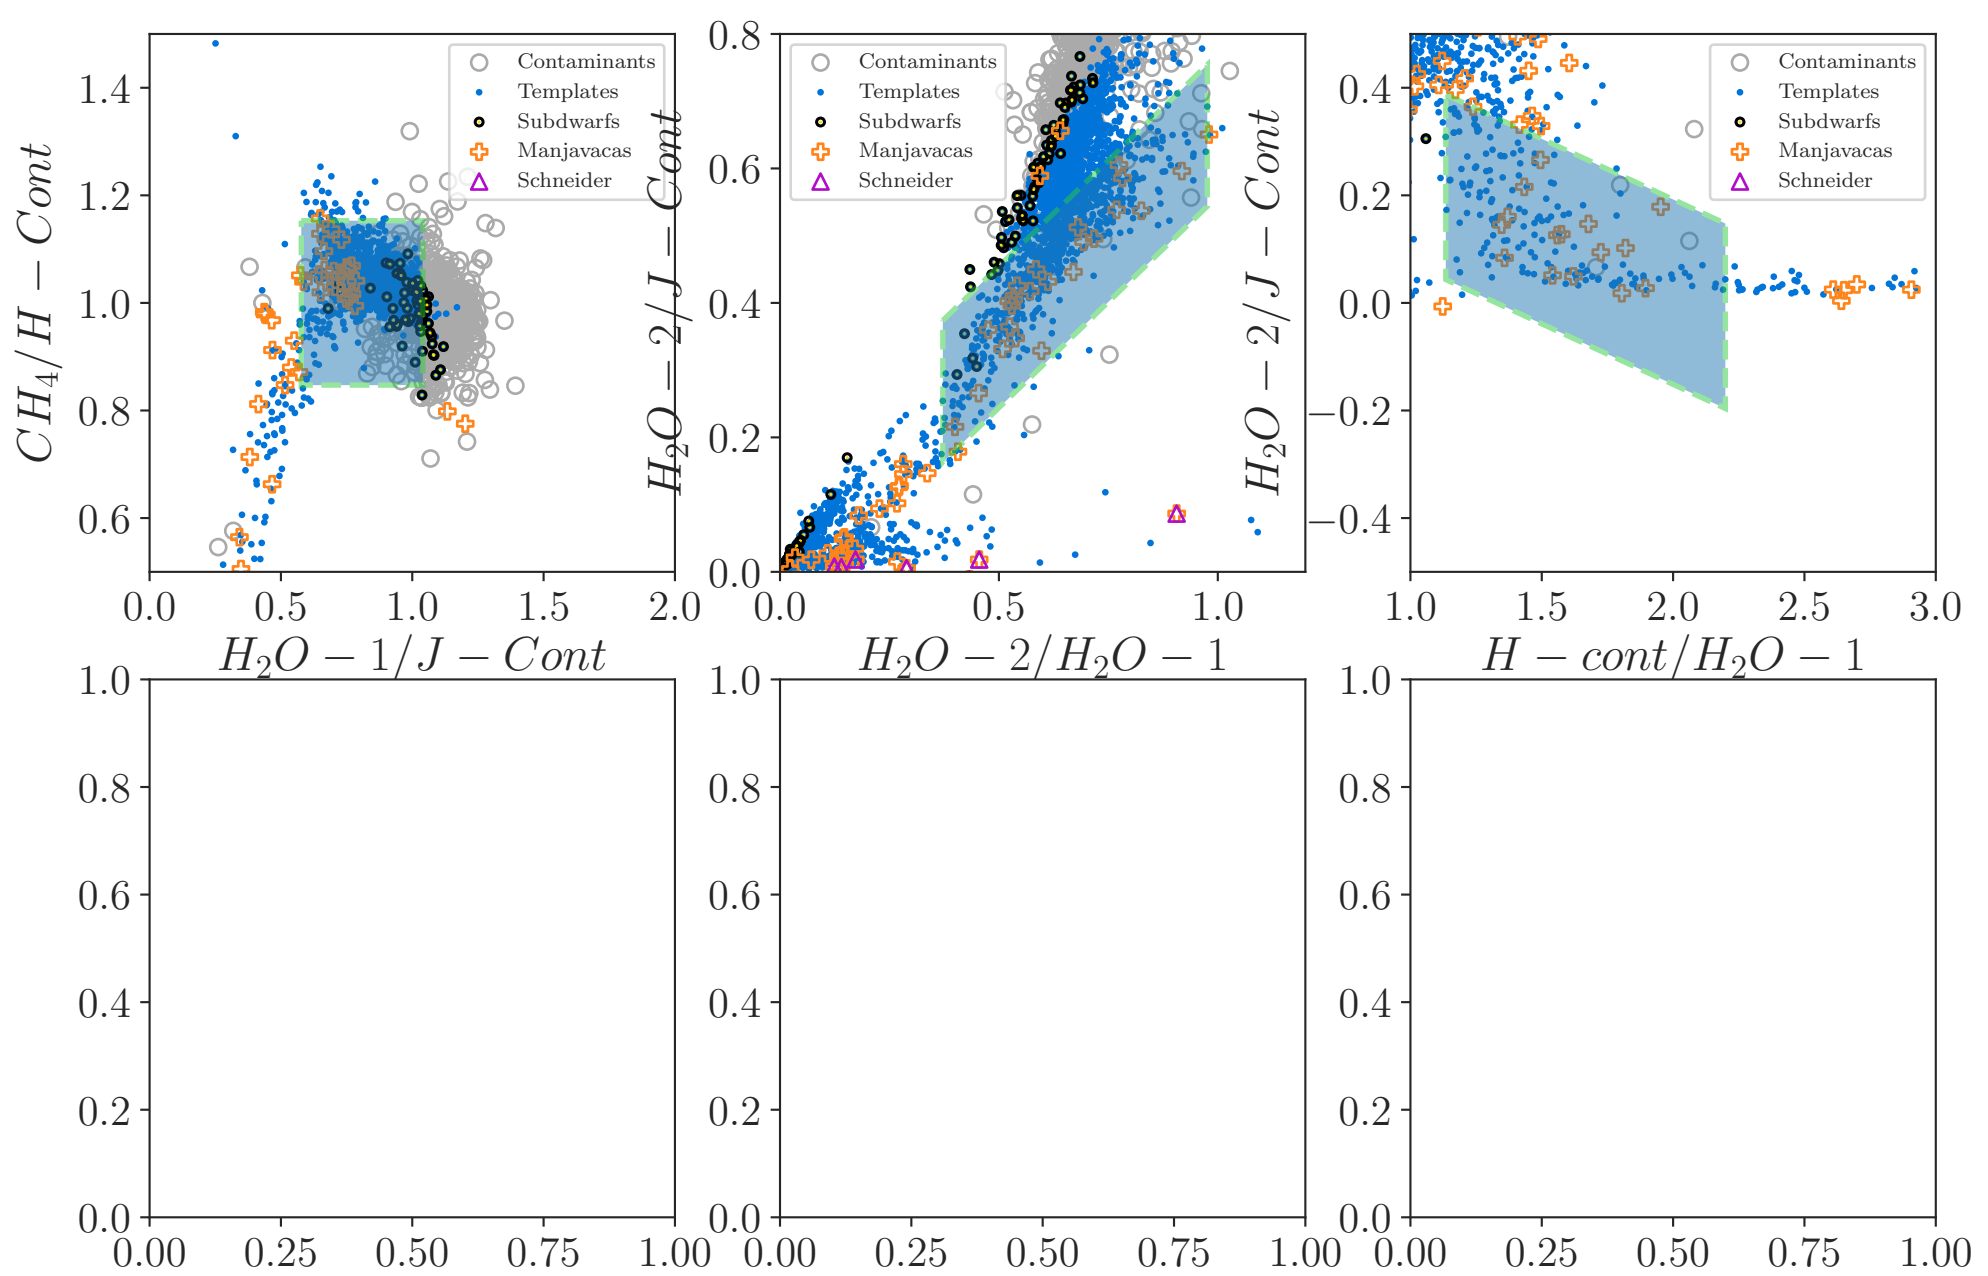 CH₄/H − Cont
1.4
1.2
1.0
0.8
0.6
0.0 0.5 1.0 1.5 2.0
H₂O − 1/J − Cont
Contaminants
Templates
Subdwarfs
Manjavacas
Schneider
H₂O − 2/J − Cont
0.8
0.6
0.4
0.2
0.0
0.0 0.5 1.0
H₂O − 2/H₂O − 1
Contaminants
Templates
Subdwarfs
Manjavacas
Schneider
H₂O − 2/J − Cont
0.4
0.2
0.0
−0.2
−0.4
1.0 1.5 2.0 2.5 3.0
H − cont/H₂O − 1
Contaminants
Templates
Subdwarfs
Manjavacas
Schneider
1.0
0.8
0.6
0.4
0.2
0.0
0.00 0.25 0.50 0.75 1.00
1.0
0.8
0.6
0.4
0.2
0.0
0.00 0.25 0.50 0.75 1.00
1.0
0.8
0.6
0.4
0.2
0.0
0.00 0.25 0.50 0.75 1.00